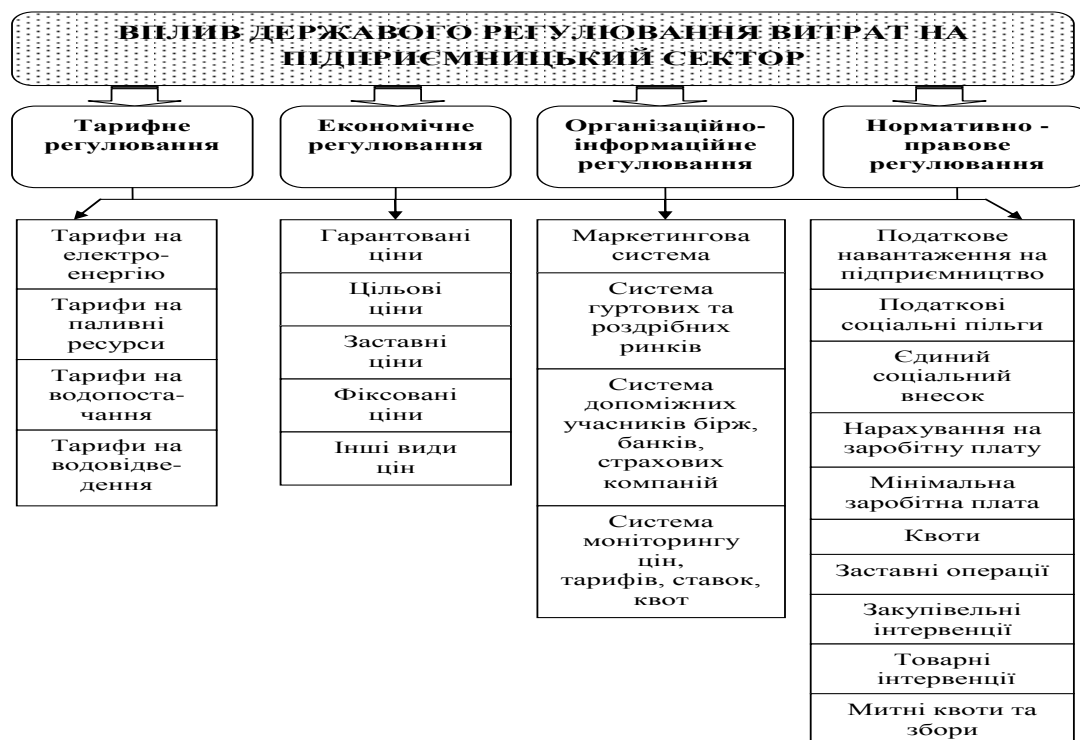 ВПЛИВ ДЕРЖАВОГО РЕГУЛЮВАННЯ ВИТРАТ НА
ПІДПРИЄМНИЦЬКИЙ СЕКТОР
Тарифне
регулювання
Економічне
регулювання
Організаційно-
інформаційне
регулювання
Нормативно -
правове
регулювання
Тарифи на
електро-
енергію
Тарифи на
паливні
ресурси
Тарифи на
водопоста-
чання
Тарифи на
водовідве-
дення
Гарантовані
ціни
Цільові
ціни
Заставні
ціни
Фіксовані
ціни
Інші види
цін
Маркетингова
система
Система
гуртових та
роздрібних
ринків
Система
допоміжних
учасників бірж,
банків,
страхових
компаній
Система
моніторингу
цін,
тарифів, ставок,
квот
Податкове
навантаження на
підприємництво
Податкові
соціальні пільги
Єдиний
соціальний
внесок
Нарахування на
заробітну плату
Мінімальна
заробітна плата
Квоти
Заставні операції
Закупівельні
інтервенції
Товарні
інтервенції
Митні квоти та
збори